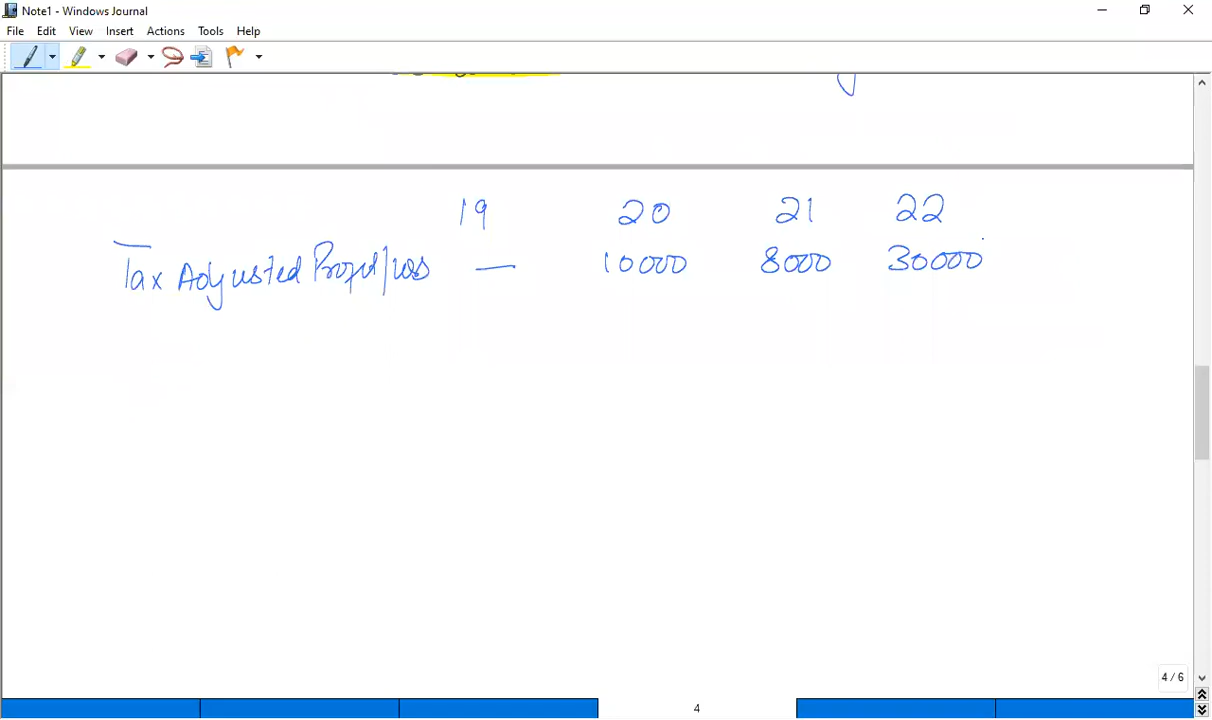 Note1 - Windows Journal
File Edit View Insert Actions Tools Help
19 20 21 22
Tax Adjusted Profit/loss — 10000 8000 30000
4 / 6
4